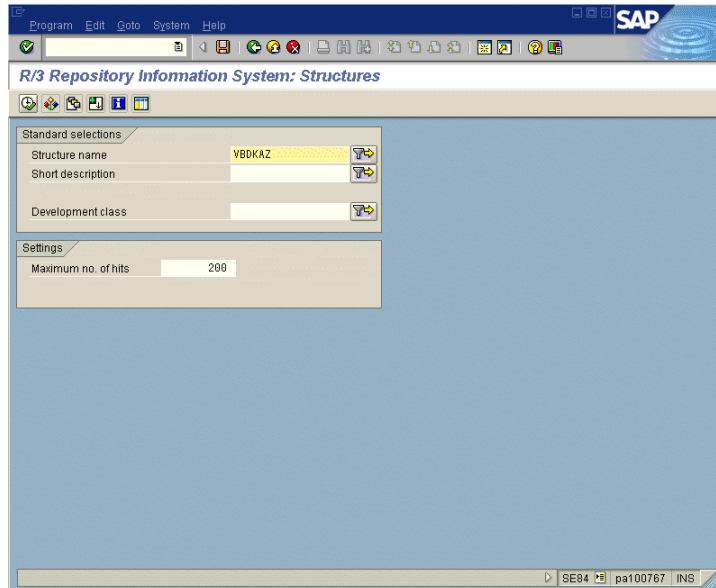 Program Edit Goto System Help
SAP
R/3 Repository Information System: Structures
Standard selections
Structure name VBDKAZ
Short description
Development class
Settings
Maximum no. of hits 200
SE84 pa100767 INS